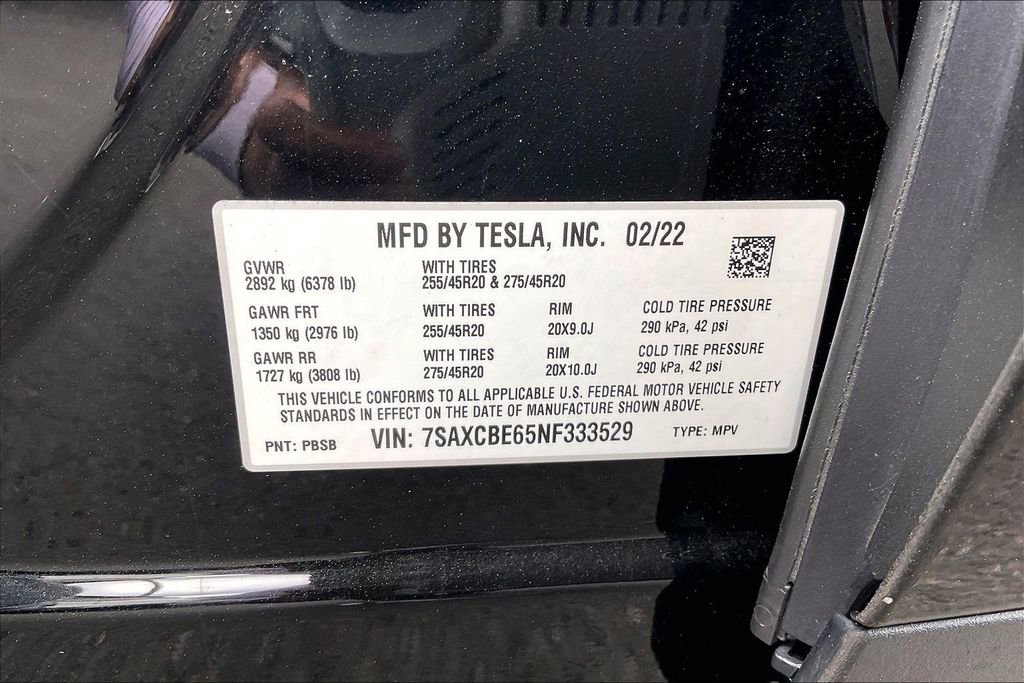 MFD BY TESLA, INC. 02/22
GVWR
2892 kg (6378 lb)
WITH TIRES
255/45R20 & 275/45R20
GAWR FRT
1350 kg (2976 lb)
WITH TIRES
255/45R20
RIM
20X9.0J
COLD TIRE PRESSURE
290 kPa, 42 psi
GAWR RR
1727 kg (3808 lb)
WITH TIRES
275/45R20
RIM
20X10.0J
COLD TIRE PRESSURE
290 kPa, 42 psi
THIS VEHICLE CONFORMS TO ALL APPLICABLE U.S. FEDERAL MOTOR VEHICLE SAFETY
STANDARDS IN EFFECT ON THE DATE OF MANUFACTURE SHOWN ABOVE.
PNT: PBSB
VIN: 7SAXCBE65NF333529
TYPE: MPV